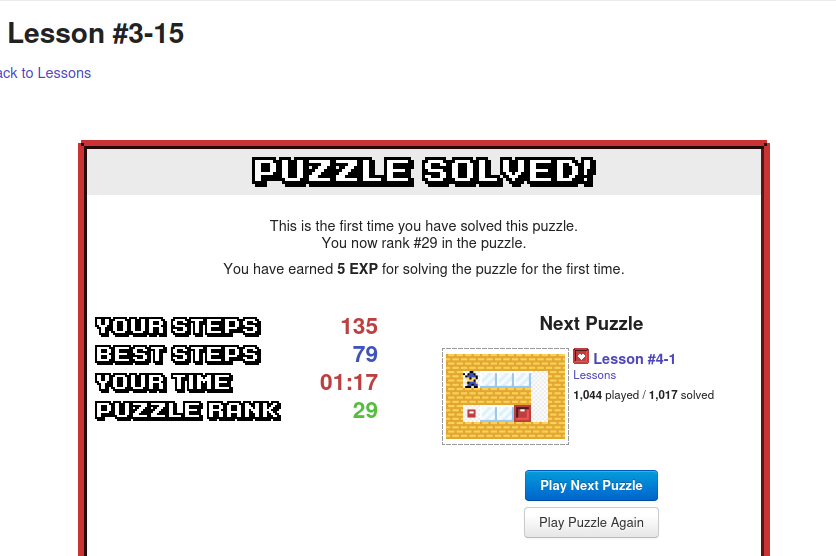 Lesson #3-15
ack to Lessons
PUZZLE SOLVED!
This is the first time you have solved this puzzle.
You now rank #29 in the puzzle.
You have earned 5 EXP for solving the puzzle for the first time.
YOUR STEPS 135
BEST STEPS 79
YOUR TIME 01:17
PUZZLE RANK 29
Next Puzzle
Lesson #4-1
Lessons
1,044 played / 1,017 solved
Play Next Puzzle
Play Puzzle Again